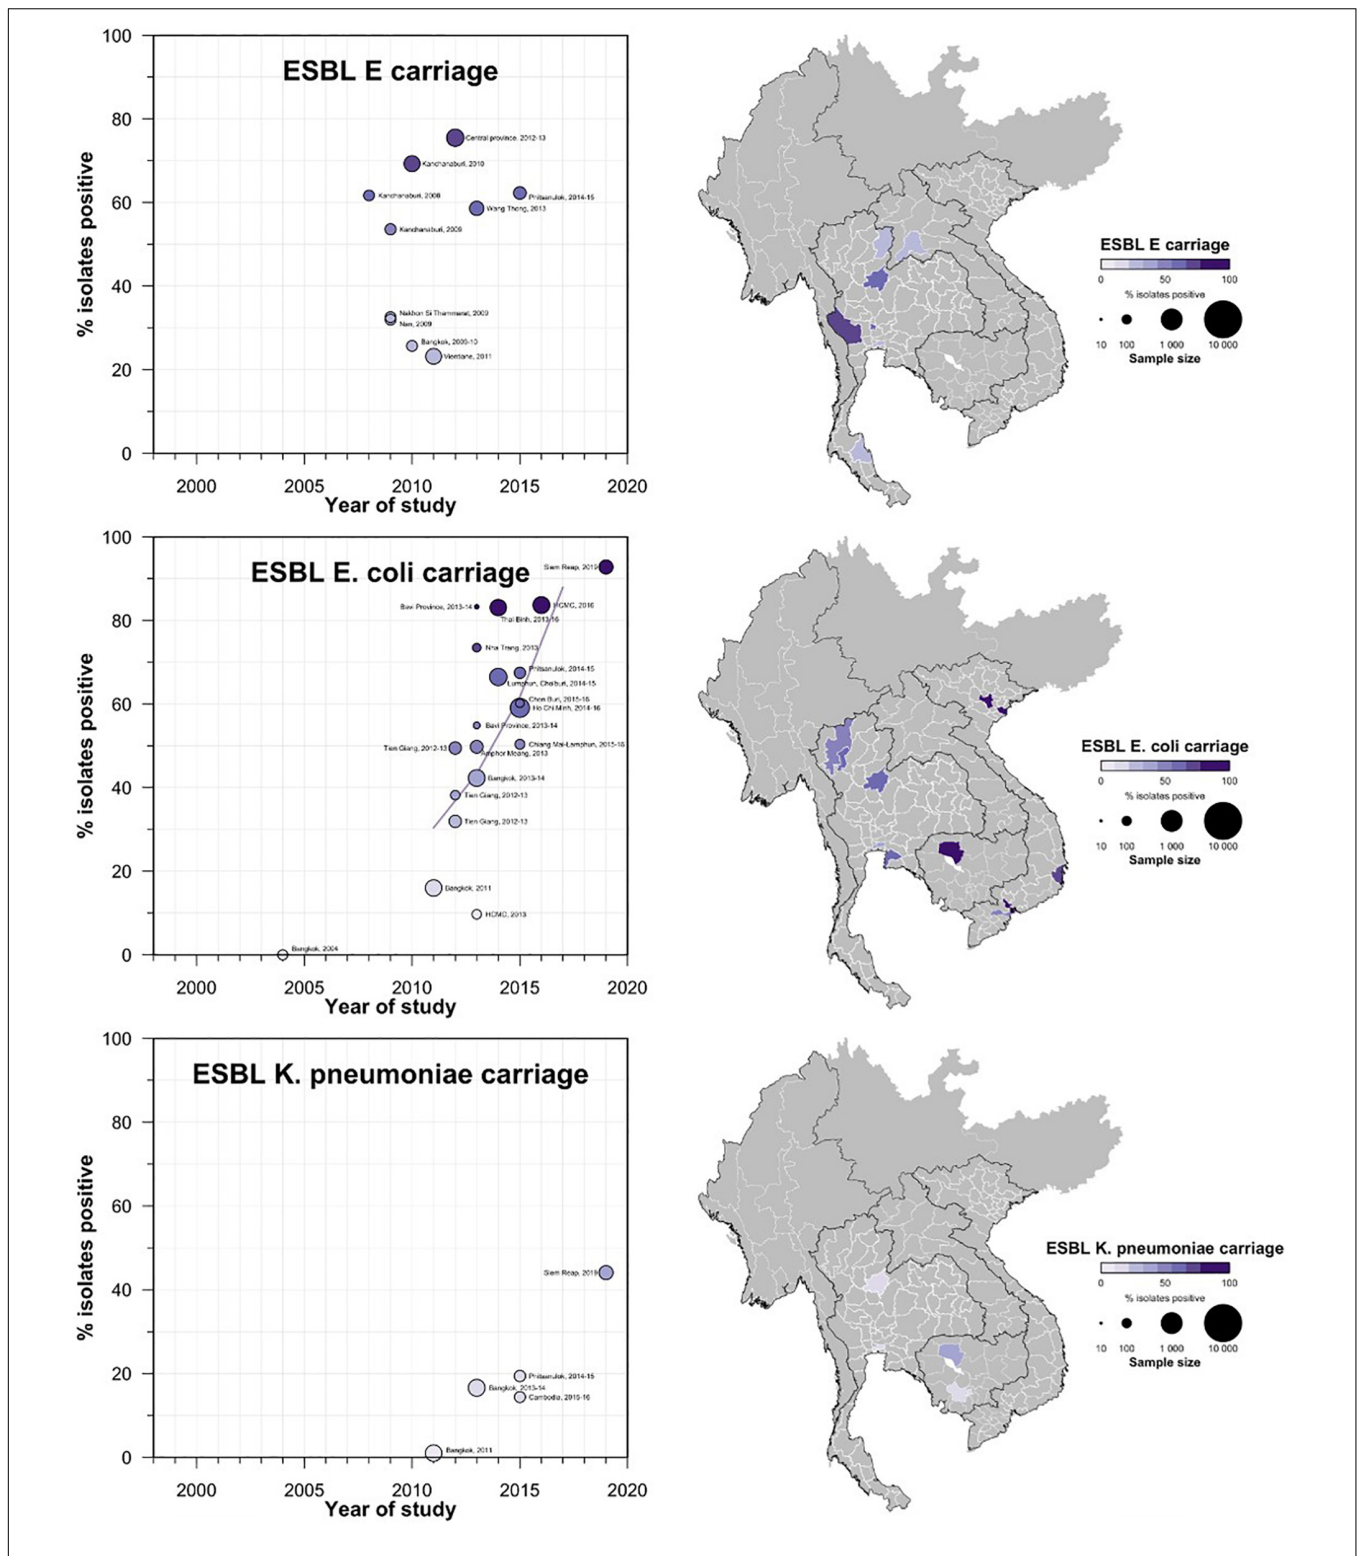 ESBL E carriage
% isolates positive
100
80
60
40
20
0
Central province, 2012-13
Kanchanaburi, 2010
Kanchanaburi, 2008
Phitsanulok, 2014-15
Wang Thong, 2013
Kanchanaburi, 2009
Nakhon Si Thammarat, 2009
Nan, 2009
Bangkok, 2009-10
Vientiane, 2011
2000 2005 2010 2015 2020
Year of study
ESBL E carriage
0 50 100
% isolates positive
10 100 1 000 10 000
Sample size
ESBL E. coli carriage
% isolates positive
100
80
60
40
20
0
Siem Reap, 2019
Bavi Province, 2013-14
HCMC, 2016
Thai Binh, 2013-16
Nha Trang, 2013
Phitsanulok, 2014-15
Lumphun, Choiburi, 2014-15
Chon Buri, 2015-16
Ho Chi Minh, 2014-16
Bavi Province, 2013-14
Tien Giang, 2012-13
Chiang Mai-Lamphun, 2015-16
Amphor Moang, 2013
Bangkok, 2013-14
Tien Giang, 2012-13
Tien Giang, 2012-13
Bangkok, 2011
HCMC, 2013
Bangkok, 2004
2000 2005 2010 2015 2020
Year of study
ESBL E. coli carriage
0 50 100
% isolates positive
10 100 1 000 10 000
Sample size
ESBL K. pneumoniae carriage
% isolates positive
100
80
60
40
20
0
Siem Reap, 2019
Phitsanulok, 2014-15
Bangkok, 2013-14
Cambodia, 2015-16
Bangkok, 2011
2000 2005 2010 2015 2020
Year of study
ESBL K. pneumoniae carriage
0 50 100
% isolates positive
10 100 1 000 10 000
Sample size